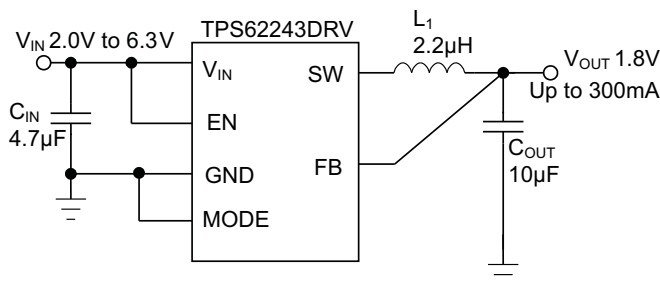 TPS62243DRV
L1
2.2µH
VIN 2.0V to 6.3V
VIN
SW
VOUT 1.8V
Up to 300mA
CIN
4.7µF
EN
COUT
10µF
GND
FB
MODE